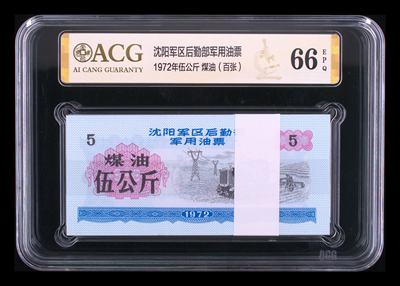 ACG
AI CANG GUARANTY
沈阳军区后勤部军用油票
1972年伍公斤 煤油（百张）
66 EPQ
沈阳军区后勤
军用油票
5
5
煤油
伍公斤
1972
ACG